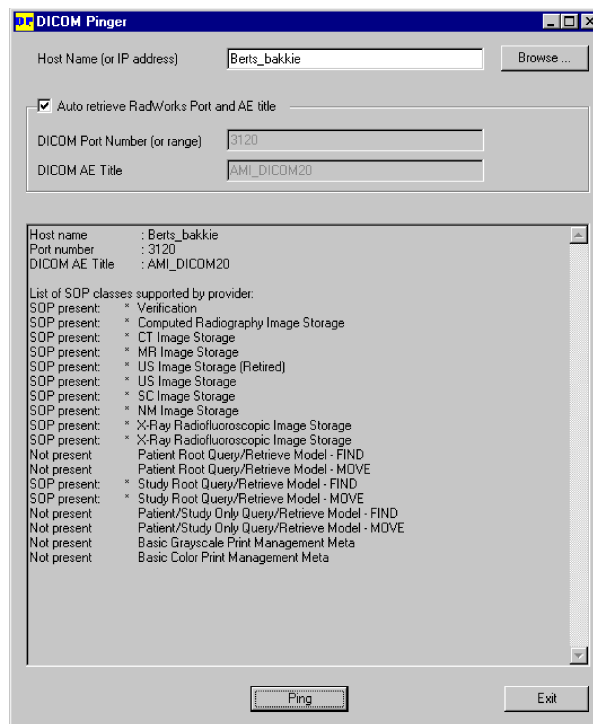 DICOM Pinger
Host Name (or IP address) Berts_bakkie Browse ...
Auto retrieve RadWorks Port and AE title
DICOM Port Number (or range) 3120
DICOM AE Title AMI_DICOM20
Host name : Berts_bakkie
Port number : 3120
DICOM AE Title : AMI_DICOM20
List of SOP classes supported by provider:
SOP present: * Verification
SOP present: * Computed Radiography Image Storage
SOP present: * CT Image Storage
SOP present: * MR Image Storage
SOP present: * US Image Storage (Retired)
SOP present: * US Image Storage
SOP present: * SC Image Storage
SOP present: * NM Image Storage
SOP present: * X-Ray Radiofluoroscopic Image Storage
SOP present: * X-Ray Radiofluoroscopic Image Storage
Not present Patient Root Query/Retrieve Model - FIND
Not present Patient Root Query/Retrieve Model - MOVE
SOP present: * Study Root Query/Retrieve Model - FIND
SOP present: * Study Root Query/Retrieve Model - MOVE
Not present Patient/Study Only Query/Retrieve Model - FIND
Not present Patient/Study Only Query/Retrieve Model - MOVE
Not present Basic Grayscale Print Management Meta
Not present Basic Color Print Management Meta
Ping Exit